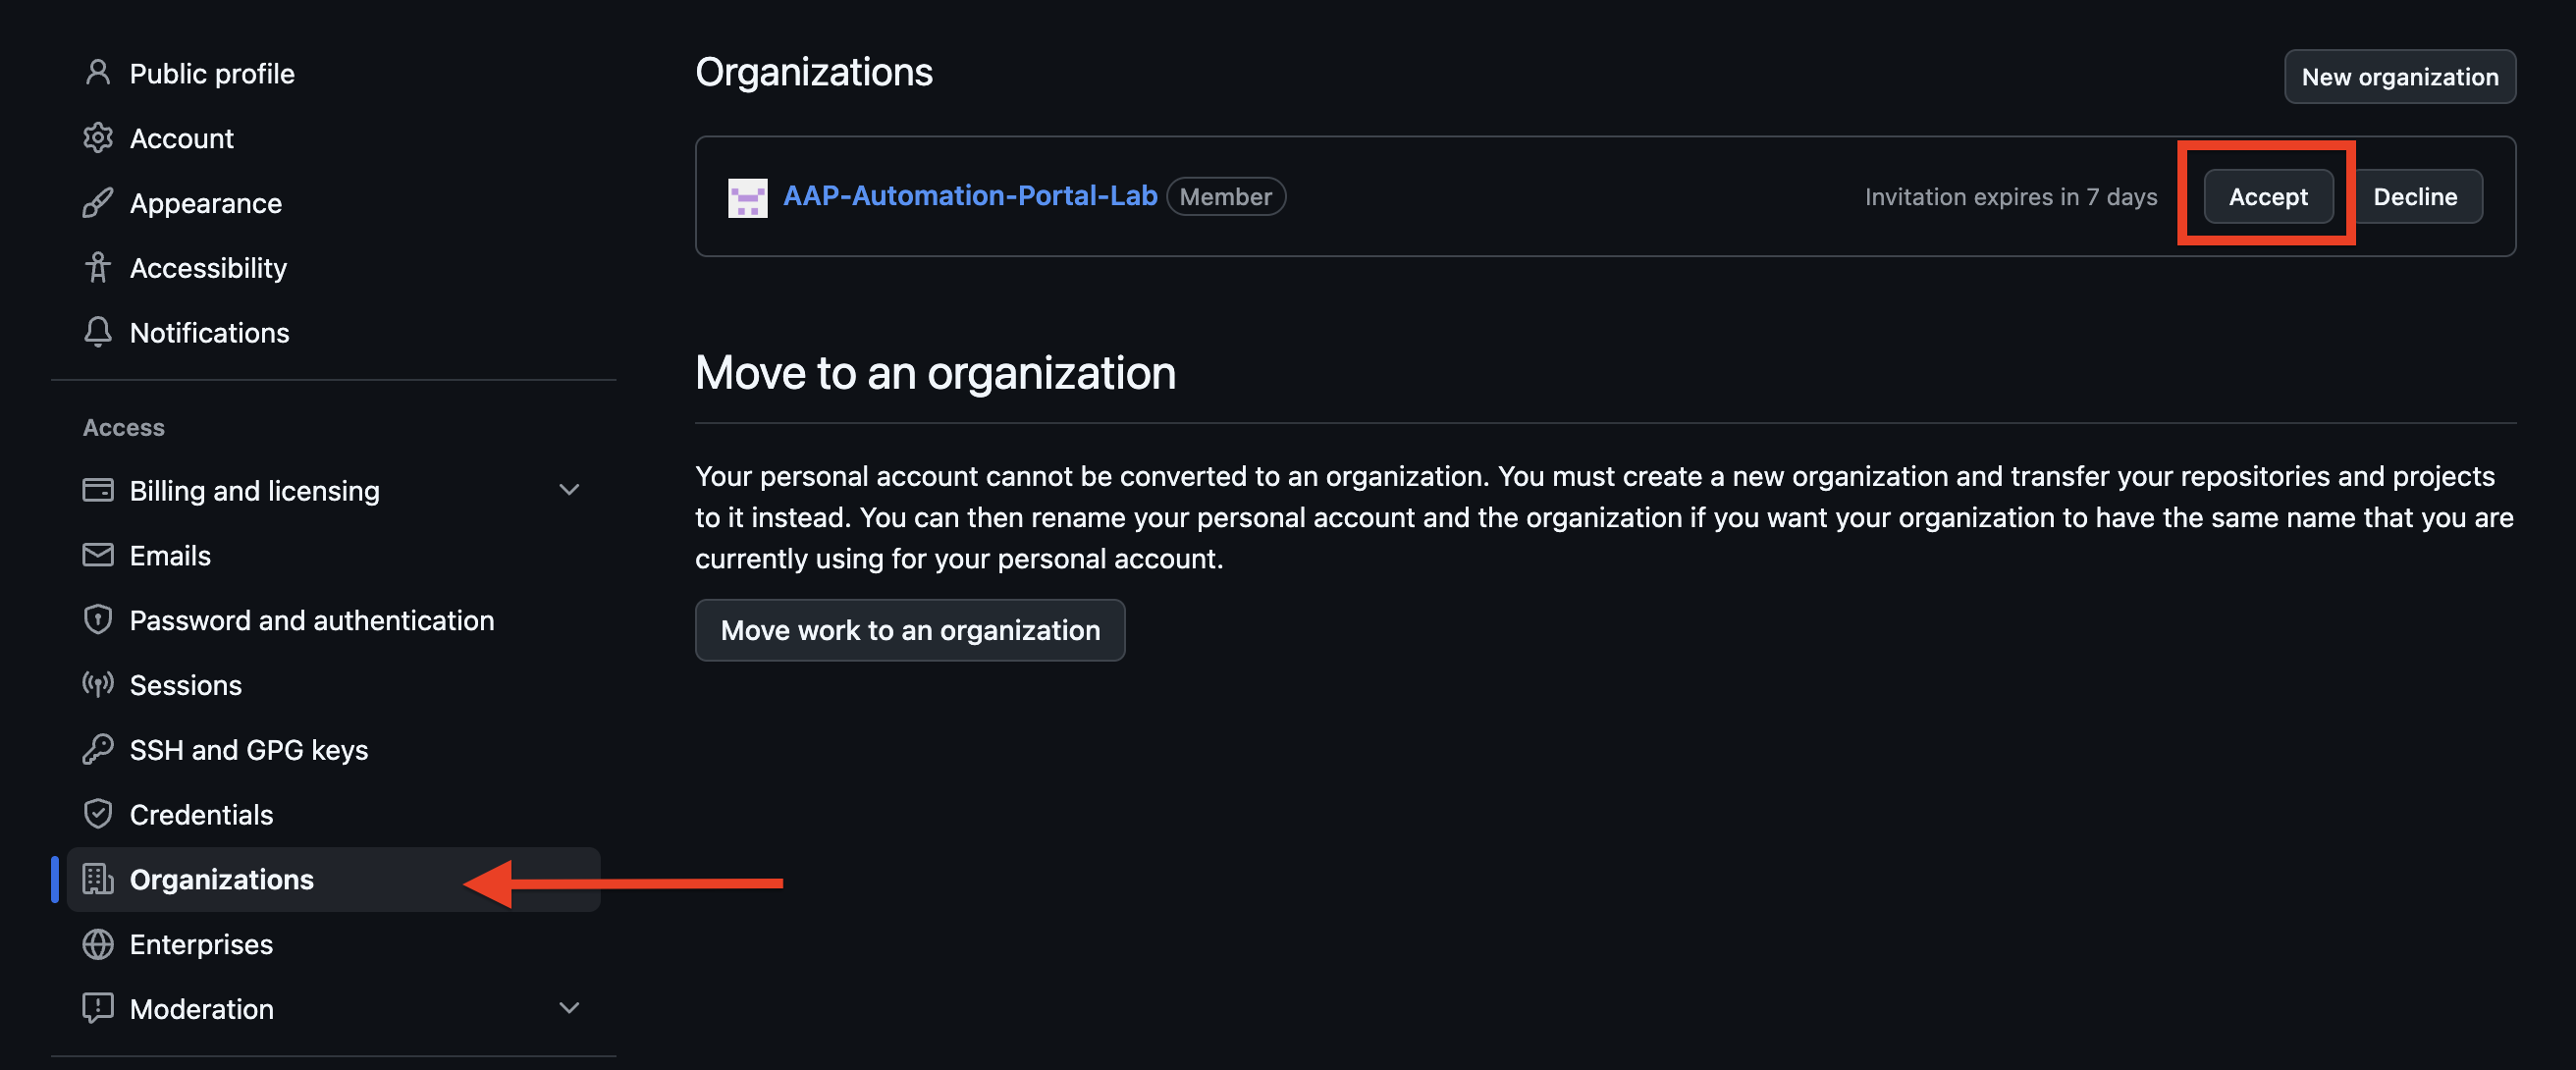 Public profile
Account
Appearance
Accessibility
Notifications
Access
Billing and licensing
Emails
Password and authentication
Sessions
SSH and GPG keys
Credentials
Organizations
Enterprises
Moderation
Organizations
New organization
AAP-Automation-Portal-Lab Member
Invitation expires in 7 days
Accept
Decline
Move to an organization
Your personal account cannot be converted to an organization. You must create a new organization and transfer your repositories and projects
to it instead. You can then rename your personal account and the organization if you want your organization to have the same name that you are
currently using for your personal account.
Move work to an organization